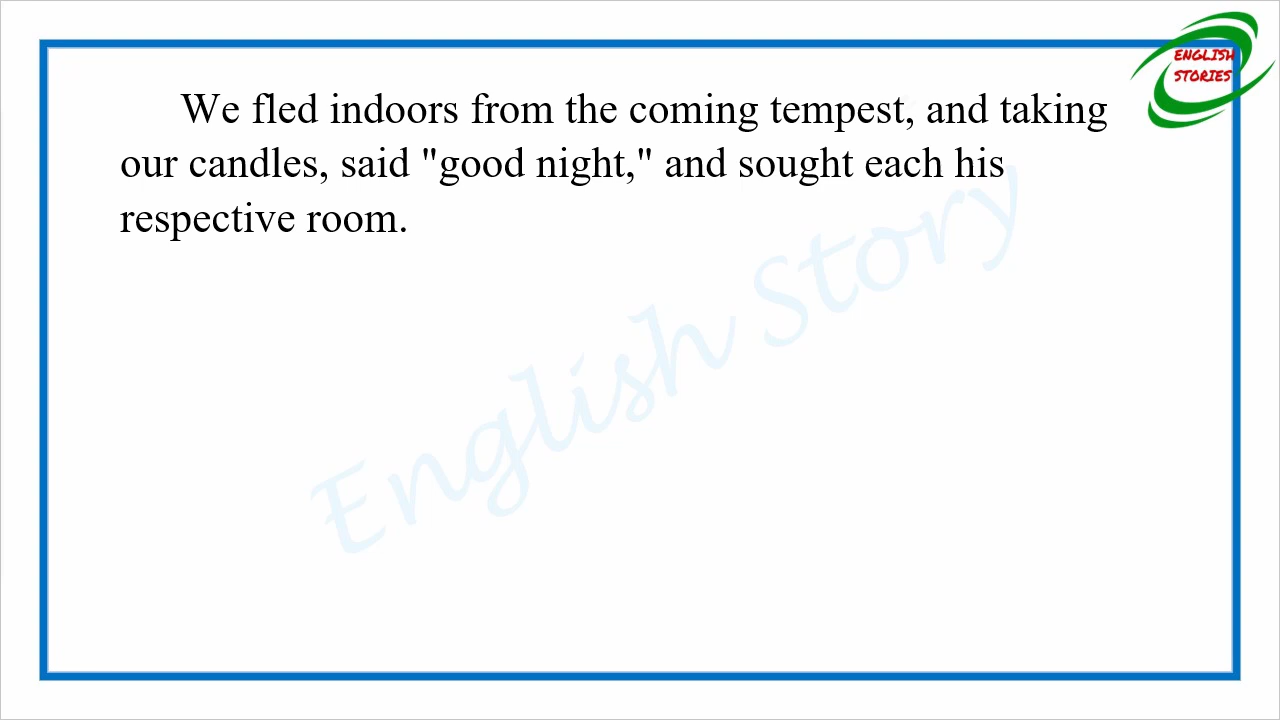 ENGLISH
STORIES
We fled indoors from the coming tempest, and taking
our candles, said "good night," and sought each his
respective room.
English Story